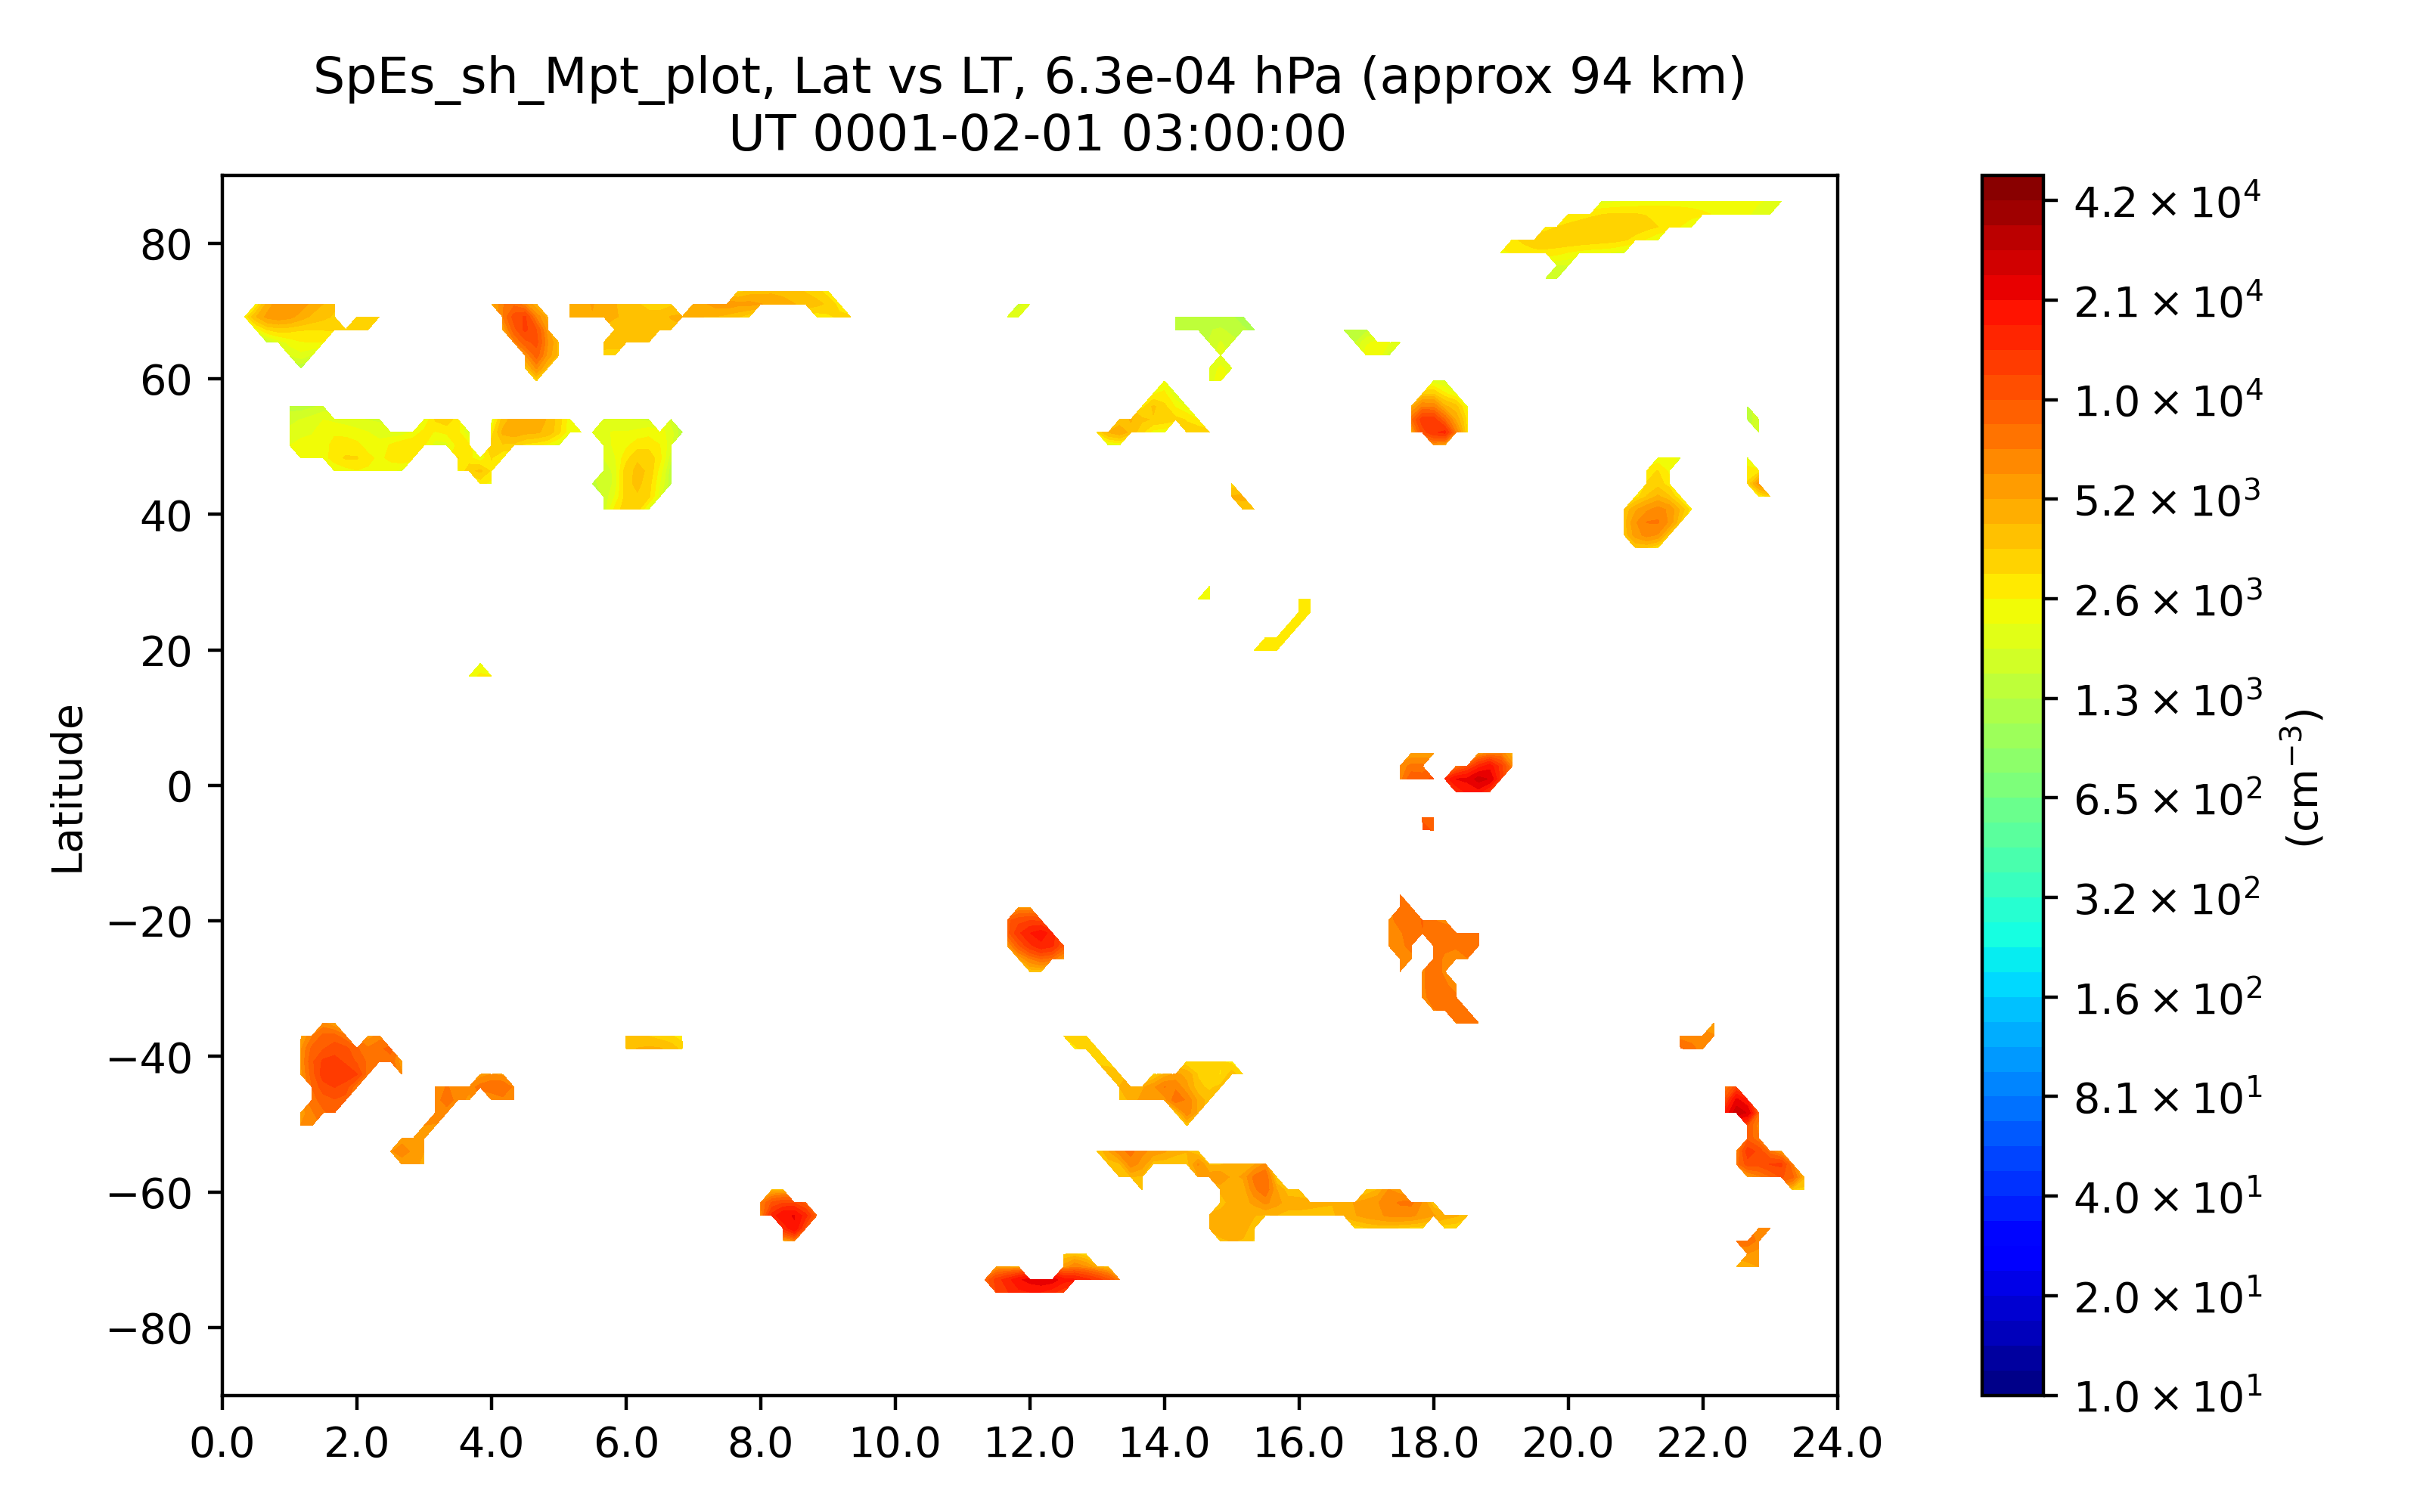 SpEs_sh_Mpt_plot, Lat vs LT, 6.3e-04 hPa (approx 94 km)
UT 0001-02-01 03:00:00
Latitude
80
60
40
20
0
−20
−40
−60
−80
0.0 2.0 4.0 6.0 8.0 10.0 12.0 14.0 16.0 18.0 20.0 22.0 24.0
4.2 × 10⁴
2.1 × 10⁴
1.0 × 10⁴
5.2 × 10³
2.6 × 10³
1.3 × 10³
6.5 × 10²
3.2 × 10²
1.6 × 10²
8.1 × 10¹
4.0 × 10¹
2.0 × 10¹
1.0 × 10¹
(cm⁻³)